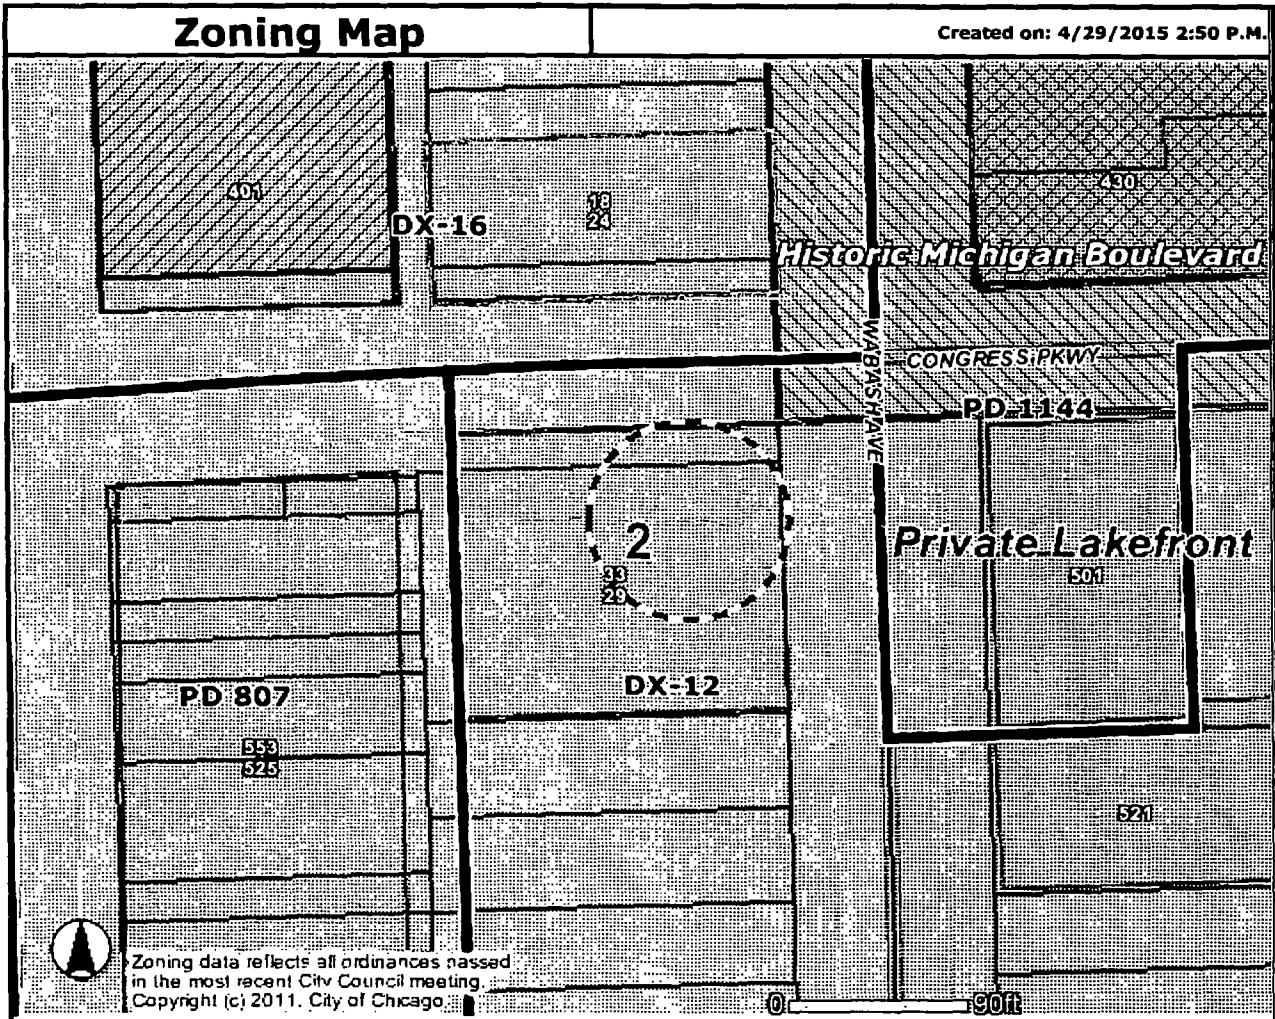 Zoning Map
Created on: 4/29/2015 2:50 P.M.
401
18
24
430
DX-16
Historic Michigan Boulevard
WABASH AVE
CONGRESS PKWY
PD 1144
2
Private Lakefront
33
29
501
PD 807
DX-12
553
525
521
Zoning data reflects all ordinances passed
in the most recent City Council meeting.
Copyright (c) 2011. City of Chicago.
0 90ft